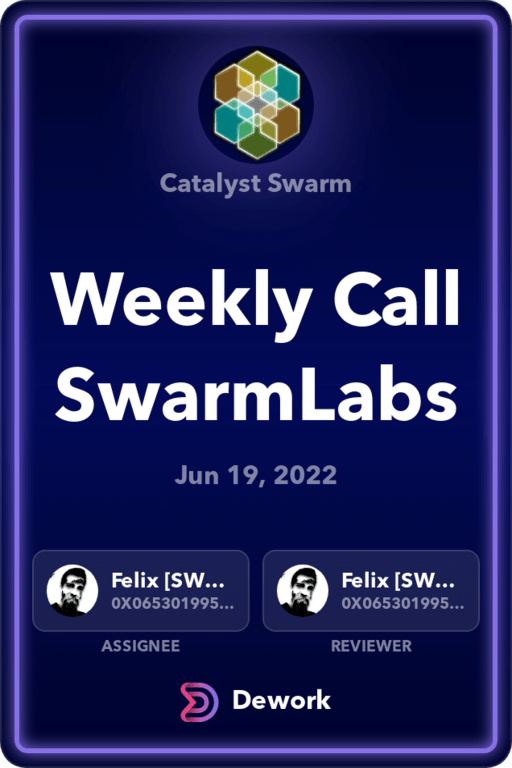 Catalyst Swarm
Weekly Call
SwarmLabs
Jun 19, 2022
Felix [SW...
0X065301995...
ASSIGNEE
Felix [SW...
0X065301995...
REVIEWER
Dework